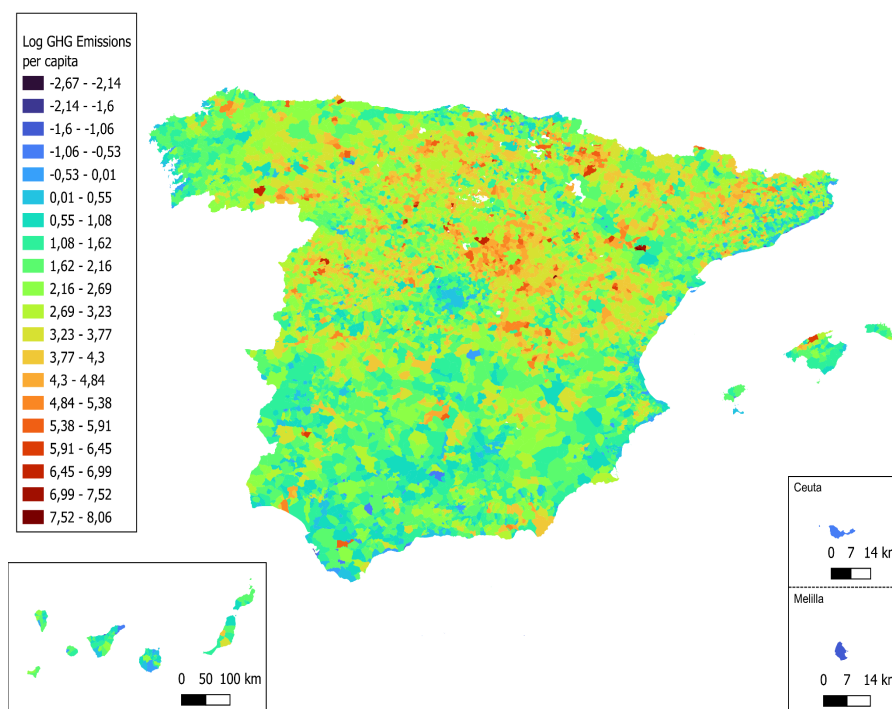 Log GHG Emissions
per capita
-2,67 - -2,14
-2,14 - -1,6
-1,6 - -1,06
-1,06 - -0,53
-0,53 - 0,01
0,01 - 0,55
0,55 - 1,08
1,08 - 1,62
1,62 - 2,16
2,16 - 2,69
2,69 - 3,23
3,23 - 3,77
3,77 - 4,3
4,3 - 4,84
4,84 - 5,38
5,38 - 5,91
5,91 - 6,45
6,45 - 6,99
6,99 - 7,52
7,52 - 8,06
Ceuta
0 7 14 km
Melilla
0 7 14 km
0 50 100 km